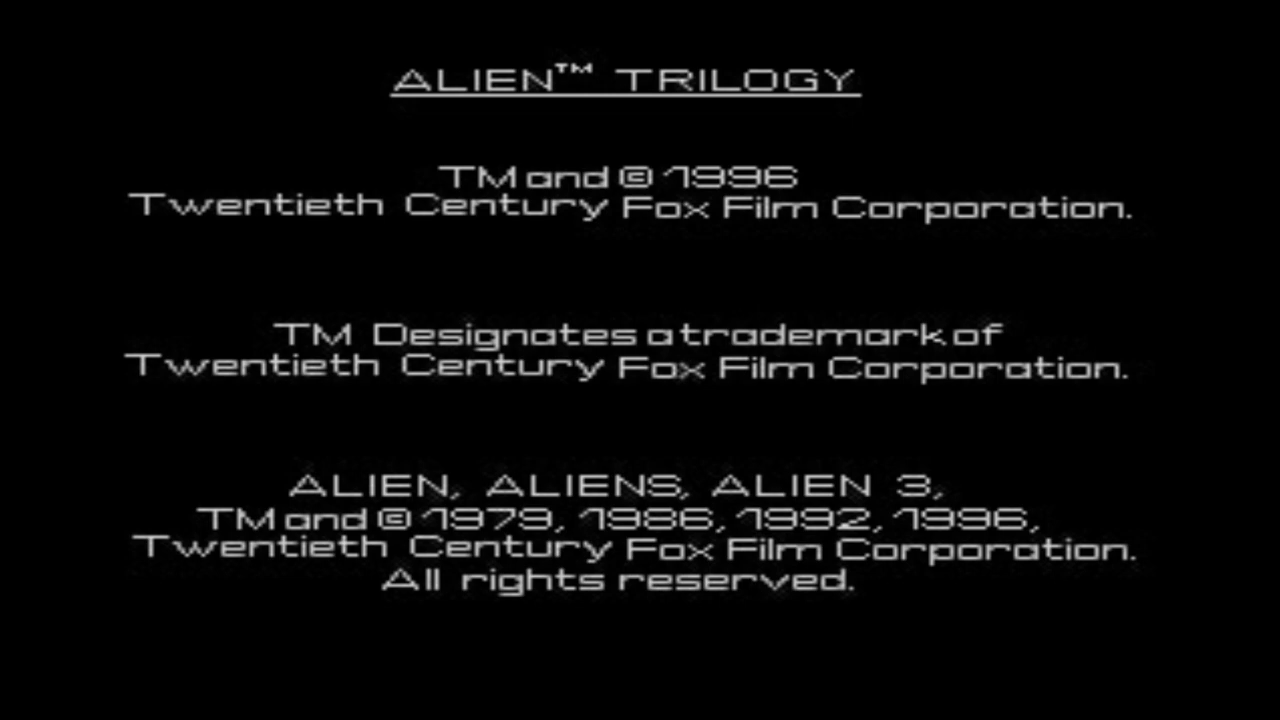 ALIEN™ TRILOGY
TM and © 1996
Twentieth Century Fox Film Corporation.
TM Designates a trademark of
Twentieth Century Fox Film Corporation.
ALIEN, ALIENS, ALIEN 3,
TM and © 1979, 1986, 1992, 1996,
Twentieth Century Fox Film Corporation.
All rights reserved.